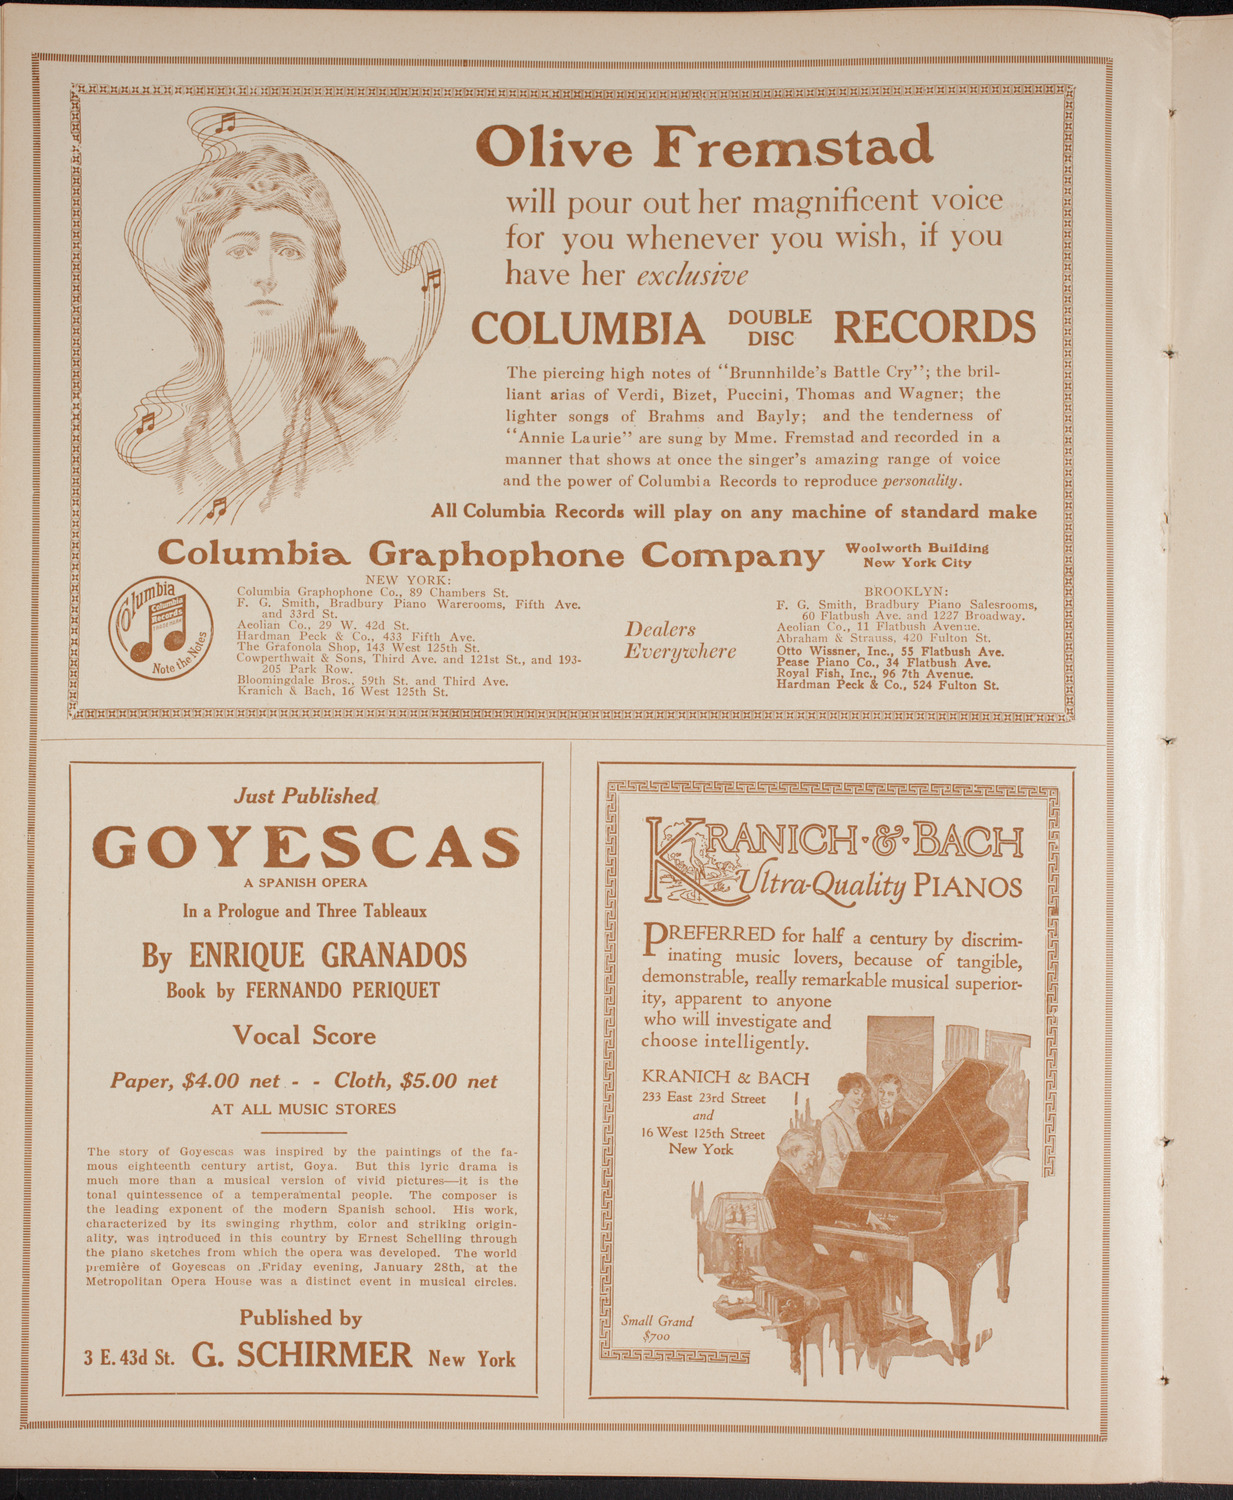 Olive Fremstad
will pour out her magnificent voice
for you whenever you wish, if you
have her exclusive
COLUMBIA DOUBLE DISC RECORDS
The piercing high notes of "Brunnhilde's Battle Cry"; the bril-
liant arias of Verdi, Bizet, Puccini, Thomas and Wagner; the
lighter songs of Brahms and Bayly; and the tenderness of
"Annie Laurie" are sung by Mme. Fremstad and recorded in a
manner that shows at once the singer's amazing range of voice
and the power of Columbia Records to reproduce personality.
All Columbia Records will play on any machine of standard make
Columbia Graphophone Company Woolworth Building
New York City
Columbia
Columbia
Records
Note the Notes
NEW YORK:
Columbia Graphophone Co., 89 Chambers St.
F. G. Smith, Bradbury Piano Warerooms, Fifth Ave.
and 33rd St.
Aeolian Co., 29 W. 42d St.
Hardman Peck & Co., 433 Fifth Ave.
The Grafonola Shop, 143 West 125th St.
Cowperthwait & Sons, Third Ave. and 121st St., and 193-
205 Park Row.
Bloomingdale Bros., 59th St. and Third Ave.
Kranich & Bach, 16 West 125th St.
Dealers
Everywhere
BROOKLYN:
F. G. Smith, Bradbury Piano Salesrooms,
60 Flatbush Ave. and 1227 Broadway.
Aeolian Co., 11 Flatbush Avenue.
Abraham & Strauss, 420 Fulton St.
Otto Wissner, Inc., 55 Flatbush Ave.
Pease Piano Co., 34 Flatbush Ave.
Royal Fish, Inc., 96 7th Avenue.
Hardman Peck & Co., 524 Fulton St.
Just Published
GOYESCAS
A SPANISH OPERA
In a Prologue and Three Tableaux
By ENRIQUE GRANADOS
Book by FERNANDO PERIQUET
Vocal Score
Paper, $4.00 net - - Cloth, $5.00 net
AT ALL MUSIC STORES
The story of Goyescas was inspired by the paintings of the fa-
mous eighteenth century artist, Goya. But this lyric drama is
much more than a musical version of vivid pictures—it is the
tonal quintessence of a temperamental people. The composer is
the leading exponent of the modern Spanish school. His work,
characterized by its swinging rhythm, color and striking origin-
ality, was introduced in this country by Ernest Schelling through
the piano sketches from which the opera was developed. The world
première of Goyescas on .Friday evening, January 28th, at the
Metropolitan Opera House was a distinct event in musical circles.
Published by
3 E. 43d St. G. SCHIRMER New York
KRANICH·&·BACH
Ultra-Quality PIANOS
PREFERRED for half a century by discrim-
inating music lovers, because of tangible,
demonstrable, really remarkable musical superior-
ity, apparent to anyone
who will investigate and
choose intelligently.
KRANICH & BACH
233 East 23rd Street
and
16 West 125th Street
New York
Small Grand
$700